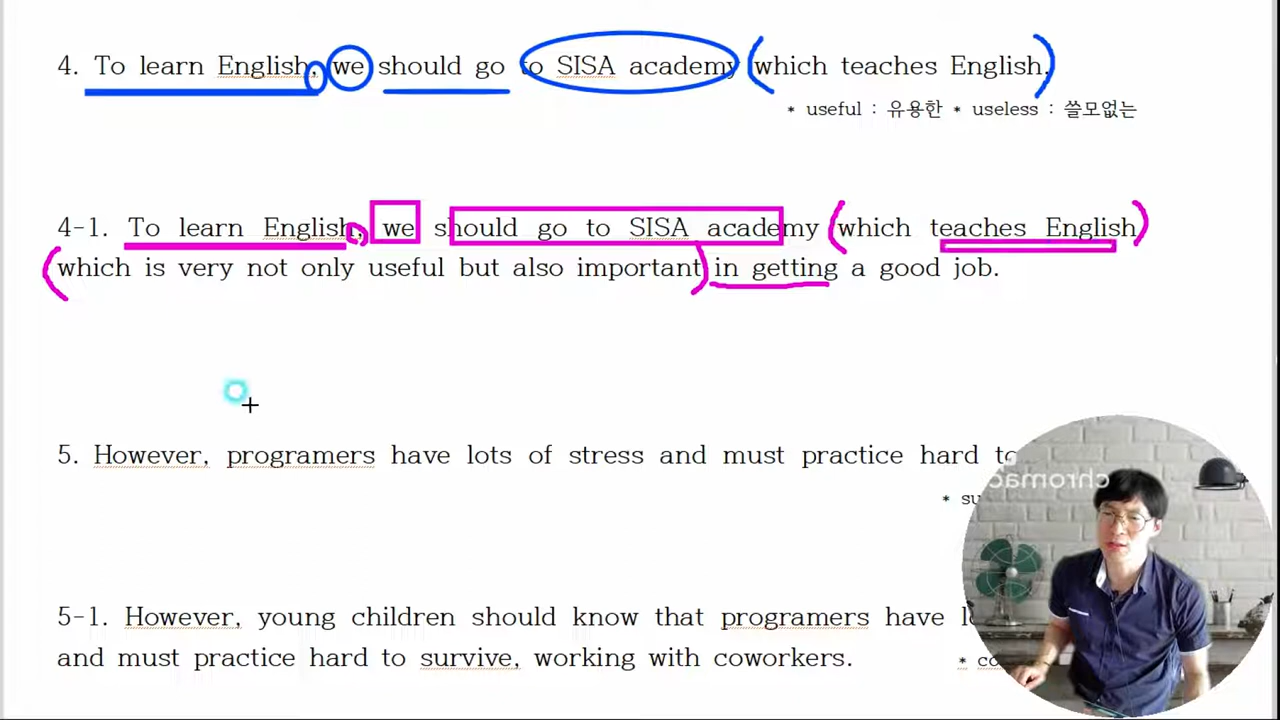 4. To learn English, we should go to SISA academy which teaches English.
* useful : 유용한 * useless : 쓸모없는
4-1. To learn English, we should go to SISA academy which teaches English
which is very not only useful but also important in getting a good job.
5. However, programers have lots of stress and must practice hard to
5-1. However, young children should know that programers have
and must practice hard to survive, working with coworkers.